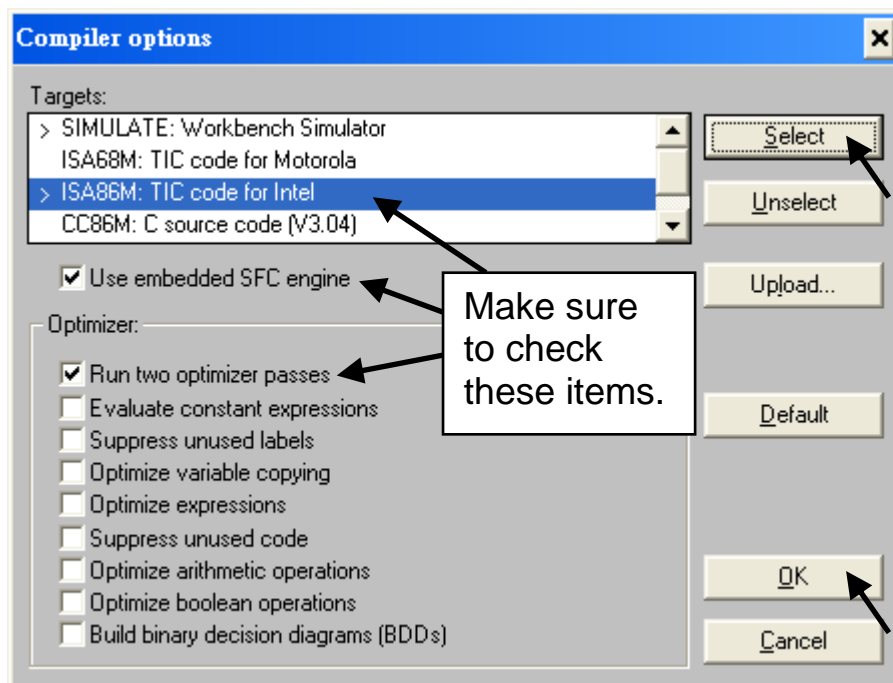 Compiler options
Targets:
> SIMULATE: Workbench Simulator
ISA68M: TIC code for Motorola
> ISA86M: TIC code for Intel
CC86M: C source code (V3.04)
Select
Unselect
Use embedded SFC engine
Upload...
Make sure
to check
these items.
Optimizer:
Run two optimizer passes
Evaluate constant expressions
Suppress unused labels
Optimize variable copying
Optimize expressions
Suppress unused code
Optimize arithmetic operations
Optimize boolean operations
Build binary decision diagrams (BDDs)
Default
OK
Cancel